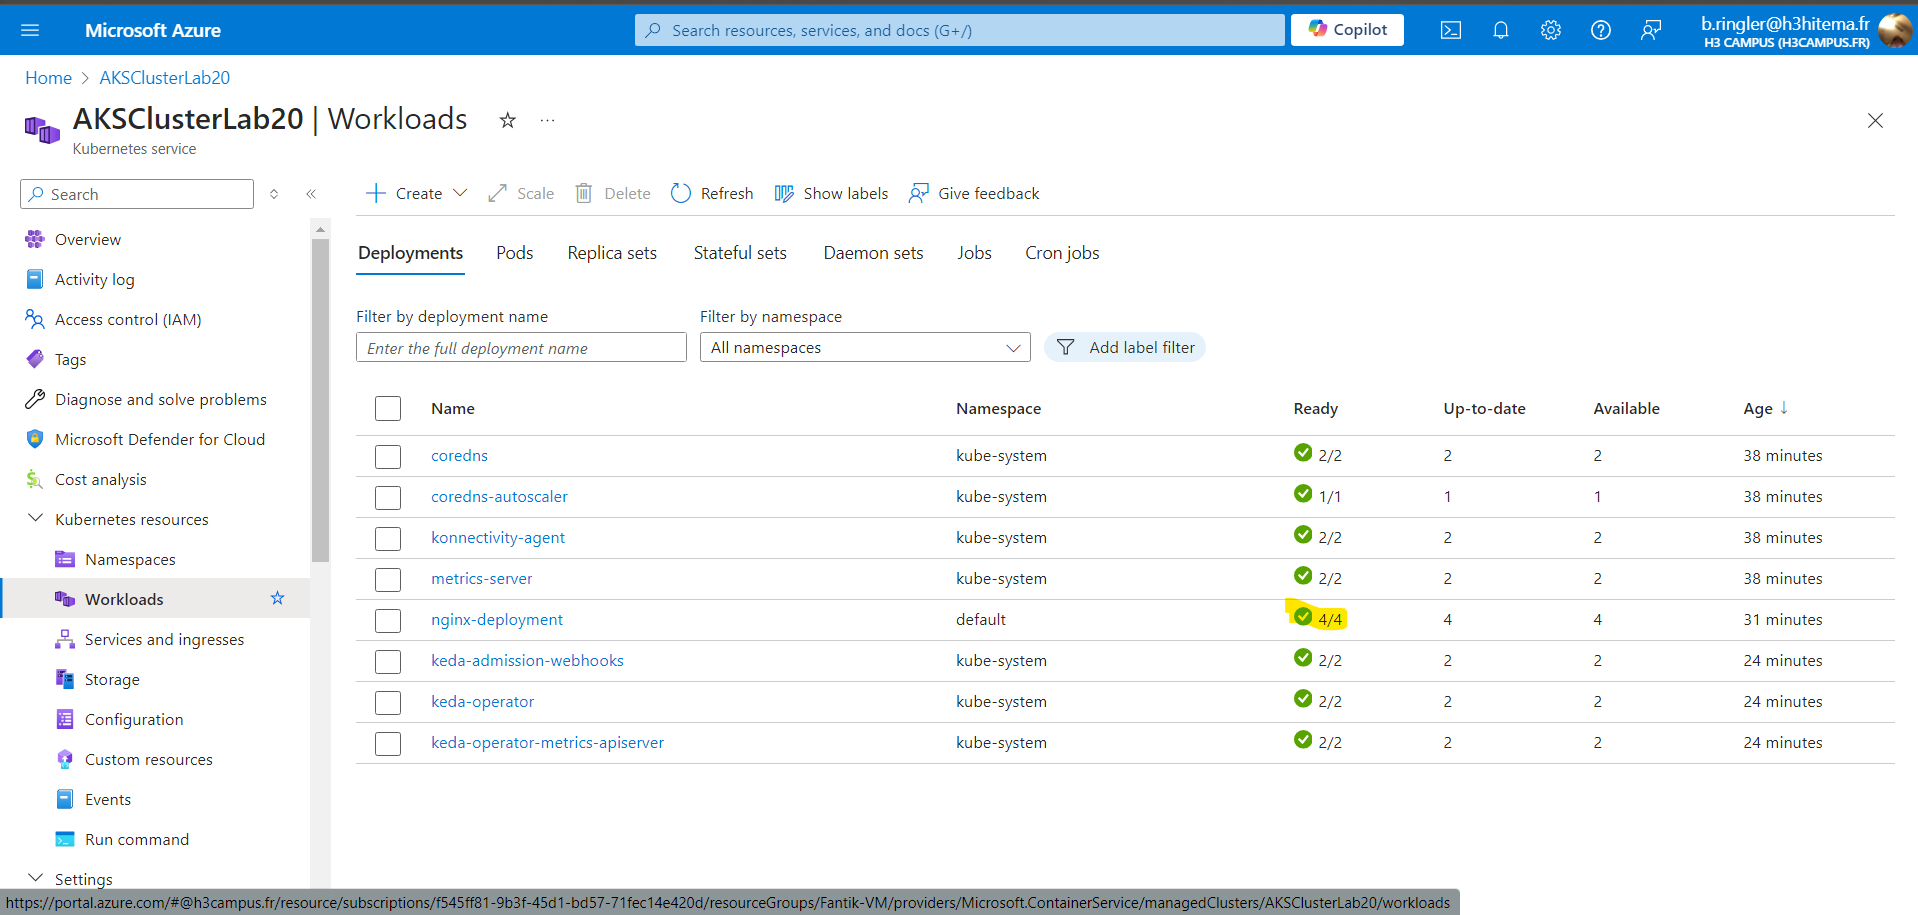 Microsoft Azure
Search resources, services, and docs (G+/)
Copilot
b.ringler@h3hitema.fr
H3 CAMPUS (H3CAMPUS.FR)
Home > AKSClusterLab20
AKSClusterLab20 | Workloads
Kubernetes service
Search
Create
Scale
Delete
Refresh
Show labels
Give feedback
Overview
Activity log
Access control (IAM)
Tags
Diagnose and solve problems
Microsoft Defender for Cloud
Cost analysis
Kubernetes resources
Namespaces
Workloads
Services and ingresses
Storage
Configuration
Custom resources
Events
Run command
Settings
Deployments Pods Replica sets Stateful sets Daemon sets Jobs Cron jobs
Filter by deployment name
Enter the full deployment name
Filter by namespace
All namespaces
Add label filter
Name Namespace Ready Up-to-date Available Age ↓
coredns kube-system 2/2 2 2 38 minutes
coredns-autoscaler kube-system 1/1 1 1 38 minutes
konnectivity-agent kube-system 2/2 2 2 38 minutes
metrics-server kube-system 2/2 2 2 38 minutes
nginx-deployment default 4/4 4 4 31 minutes
keda-admission-webhooks kube-system 2/2 2 2 24 minutes
keda-operator kube-system 2/2 2 2 24 minutes
keda-operator-metrics-apiserver kube-system 2/2 2 2 24 minutes
https://portal.azure.com/#@h3campus.fr/resource/subscriptions/f545ff81-9b3f-45d1-bd57-71fec14e420d/resourceGroups/Fantik-VM/providers/Microsoft.ContainerService/managedClusters/AKSClusterLab20/workloads